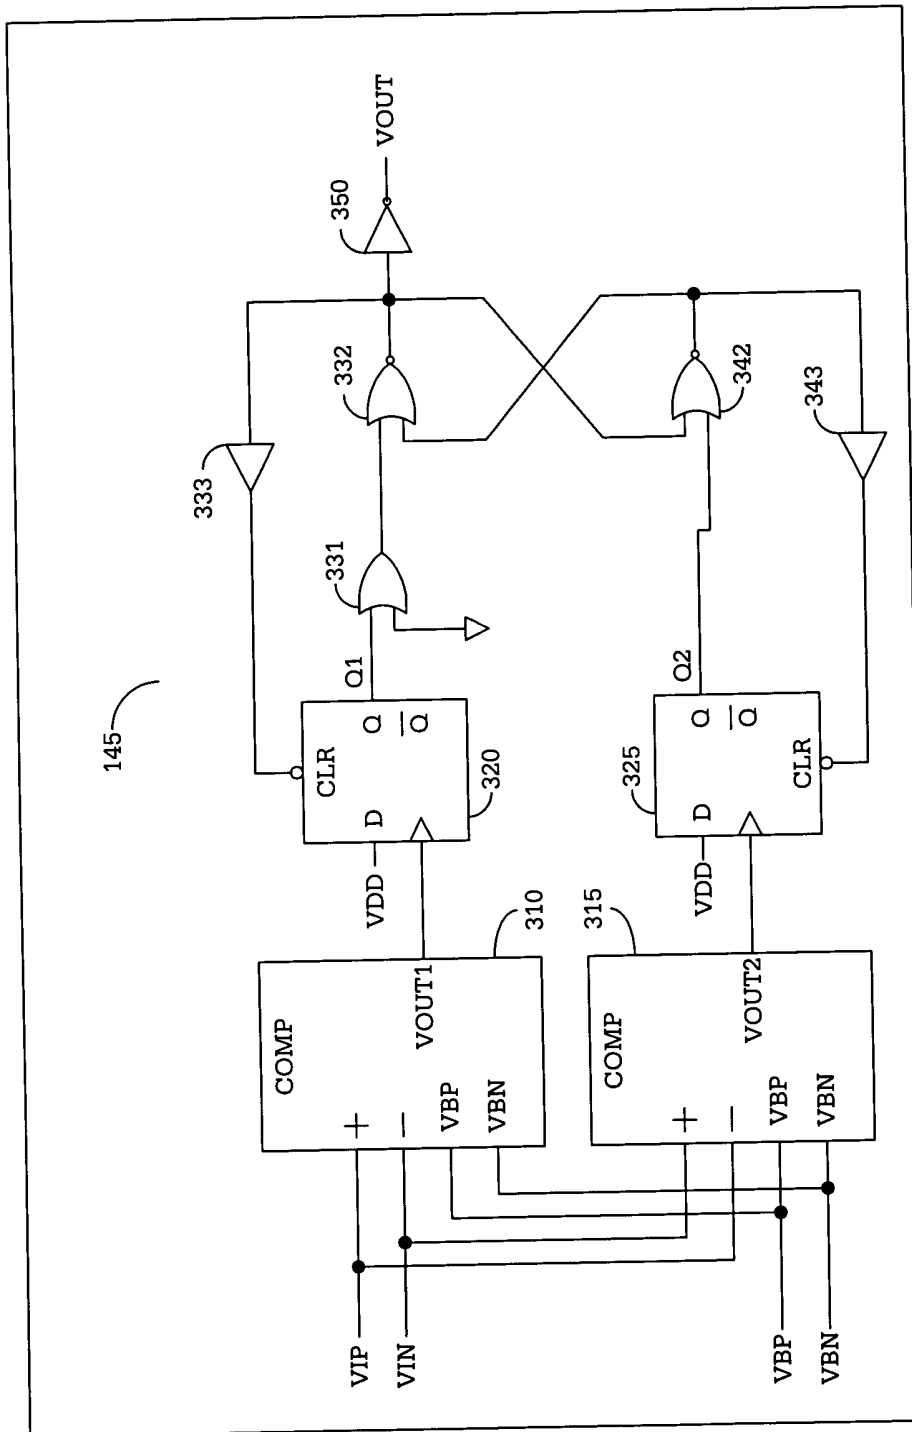 145
333
332
350
VOUT
331
Q1
CLR
D
Q
Q
VDD
320
COMP
+
−
VBP
VBN
VOUT1
310
VIP
VIN
342
343
Q2
325
D
Q
Q
CLR
VDD
315
COMP
+
−
VBP
VBN
VOUT2
VBP
VBN